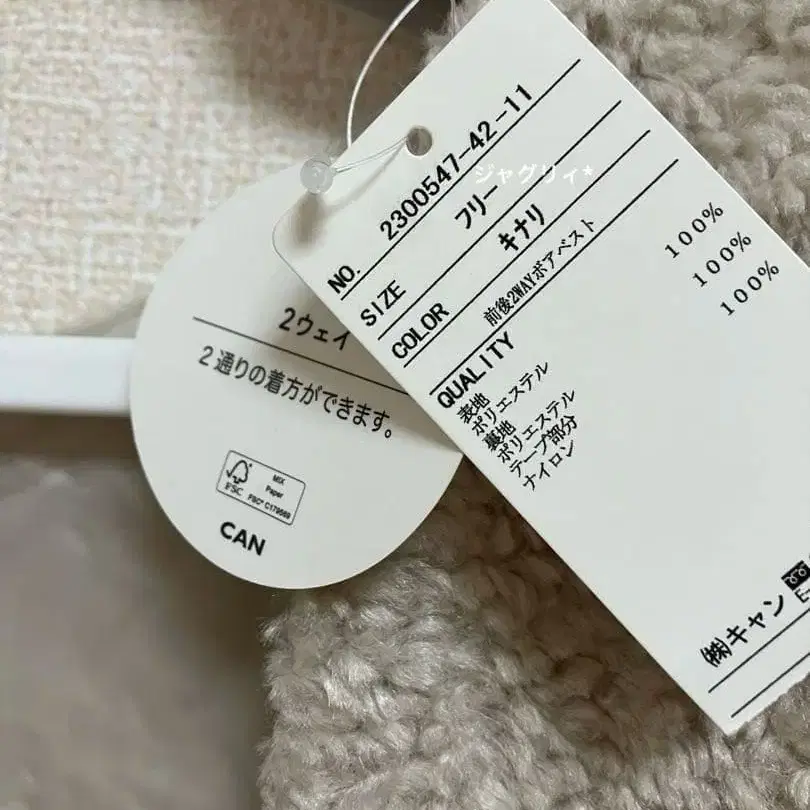 NO. 2300547-42-11
ジャグリィ*
SIZE フリー
COLOR キナリ
前後2WAYボアベスト
QUALITY
表地
ポリエステル 100%
裏地
ポリエステル 100%
テープ部分
ナイロン 100%
㈱キャン
2ウェイ
2通りの着方ができます。
FSC
MIX
Paper
FSC® C179569
CAN